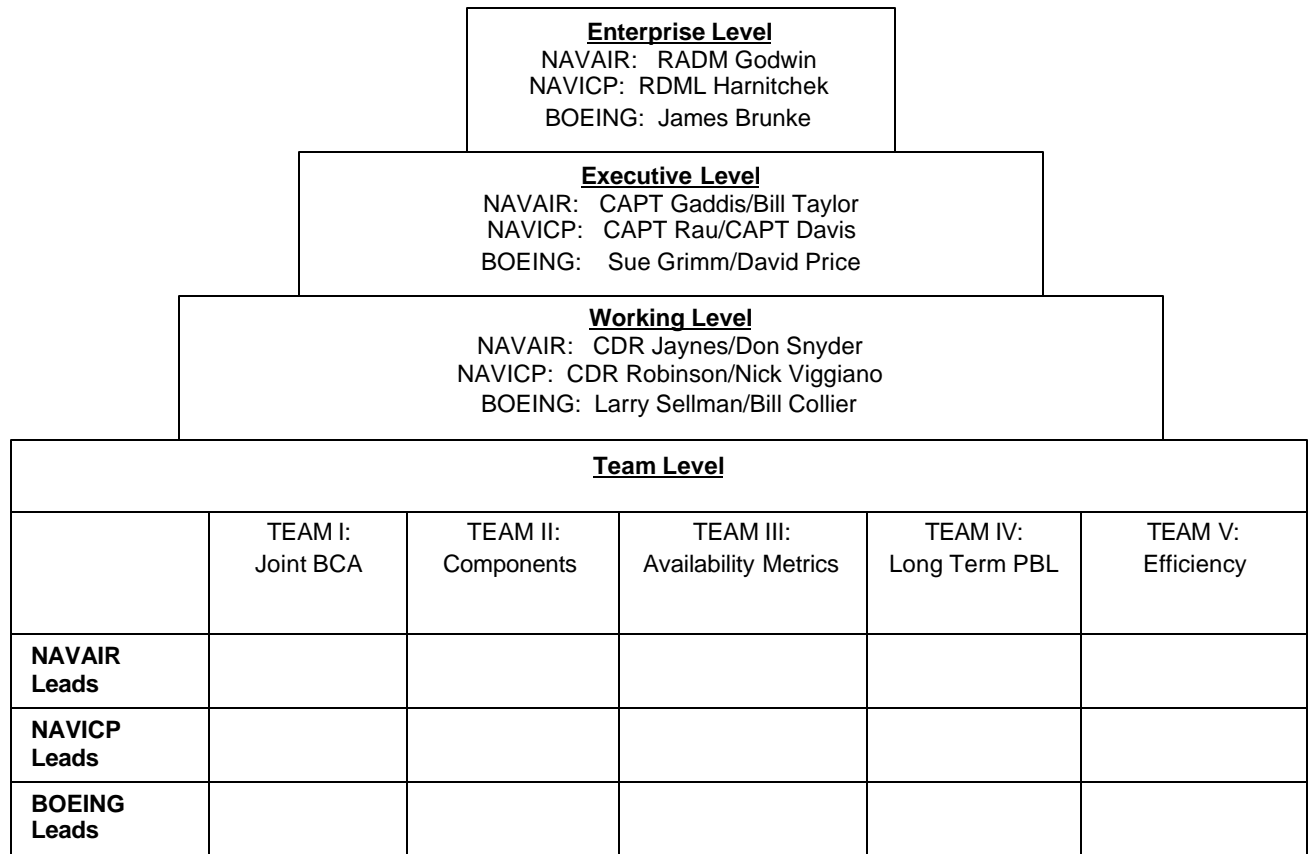 Enterprise Level
NAVAIR: RADM Godwin
NAVICP: RDML Harnitchek
BOEING: James Brunke
Executive Level
NAVAIR: CAPT Gaddis/Bill Taylor
NAVICP: CAPT Rau/CAPT Davis
BOEING: Sue Grimm/David Price
Working Level
NAVAIR: CDR Jaynes/Don Snyder
NAVICP: CDR Robinson/Nick Viggiano
BOEING: Larry Sellman/Bill Collier
Team Level
TEAM I:
Joint BCA
TEAM II:
Components
TEAM III:
Availability Metrics
TEAM IV:
Long Term PBL
TEAM V:
Efficiency
NAVAIR
Leads
NAVICP
Leads
BOEING
Leads